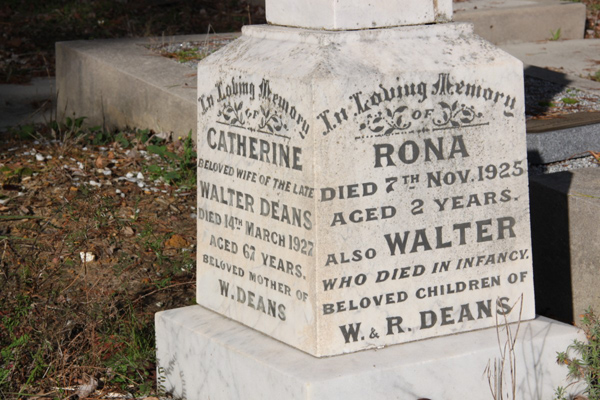 In Loving Memory
of
CATHERINE
BELOVED WIFE OF THE LATE
WALTER DEANS
DIED 14TH MARCH 1927
AGED 67 YEARS.
BELOVED MOTHER OF
W. DEANS
In Loving Memory
of
RONA
DIED 7TH NOV. 1925
AGED 2 YEARS.
ALSO WALTER
WHO DIED IN INFANCY.
BELOVED CHILDREN OF
W. & R. DEANS